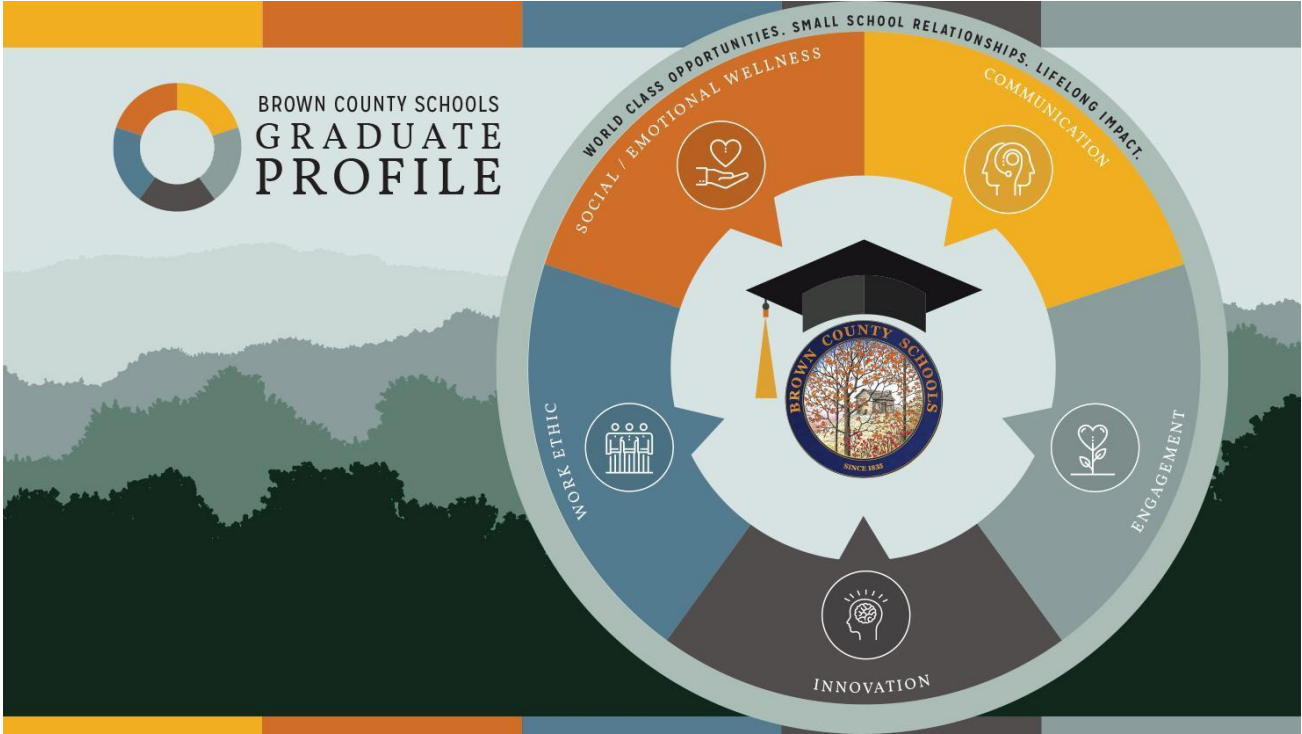 BROWN COUNTY SCHOOLS
GRADUATE
PROFILE
WORLD CLASS OPPORTUNITIES. SMALL SCHOOL RELATIONSHIPS. LIFELONG IMPACT.
SOCIAL / EMOTIONAL WELLNESS
COMMUNICATION
BROWN COUNTY SCHOOLS
SINCE 1835
WORK ETHIC
ENGAGEMENT
INNOVATION